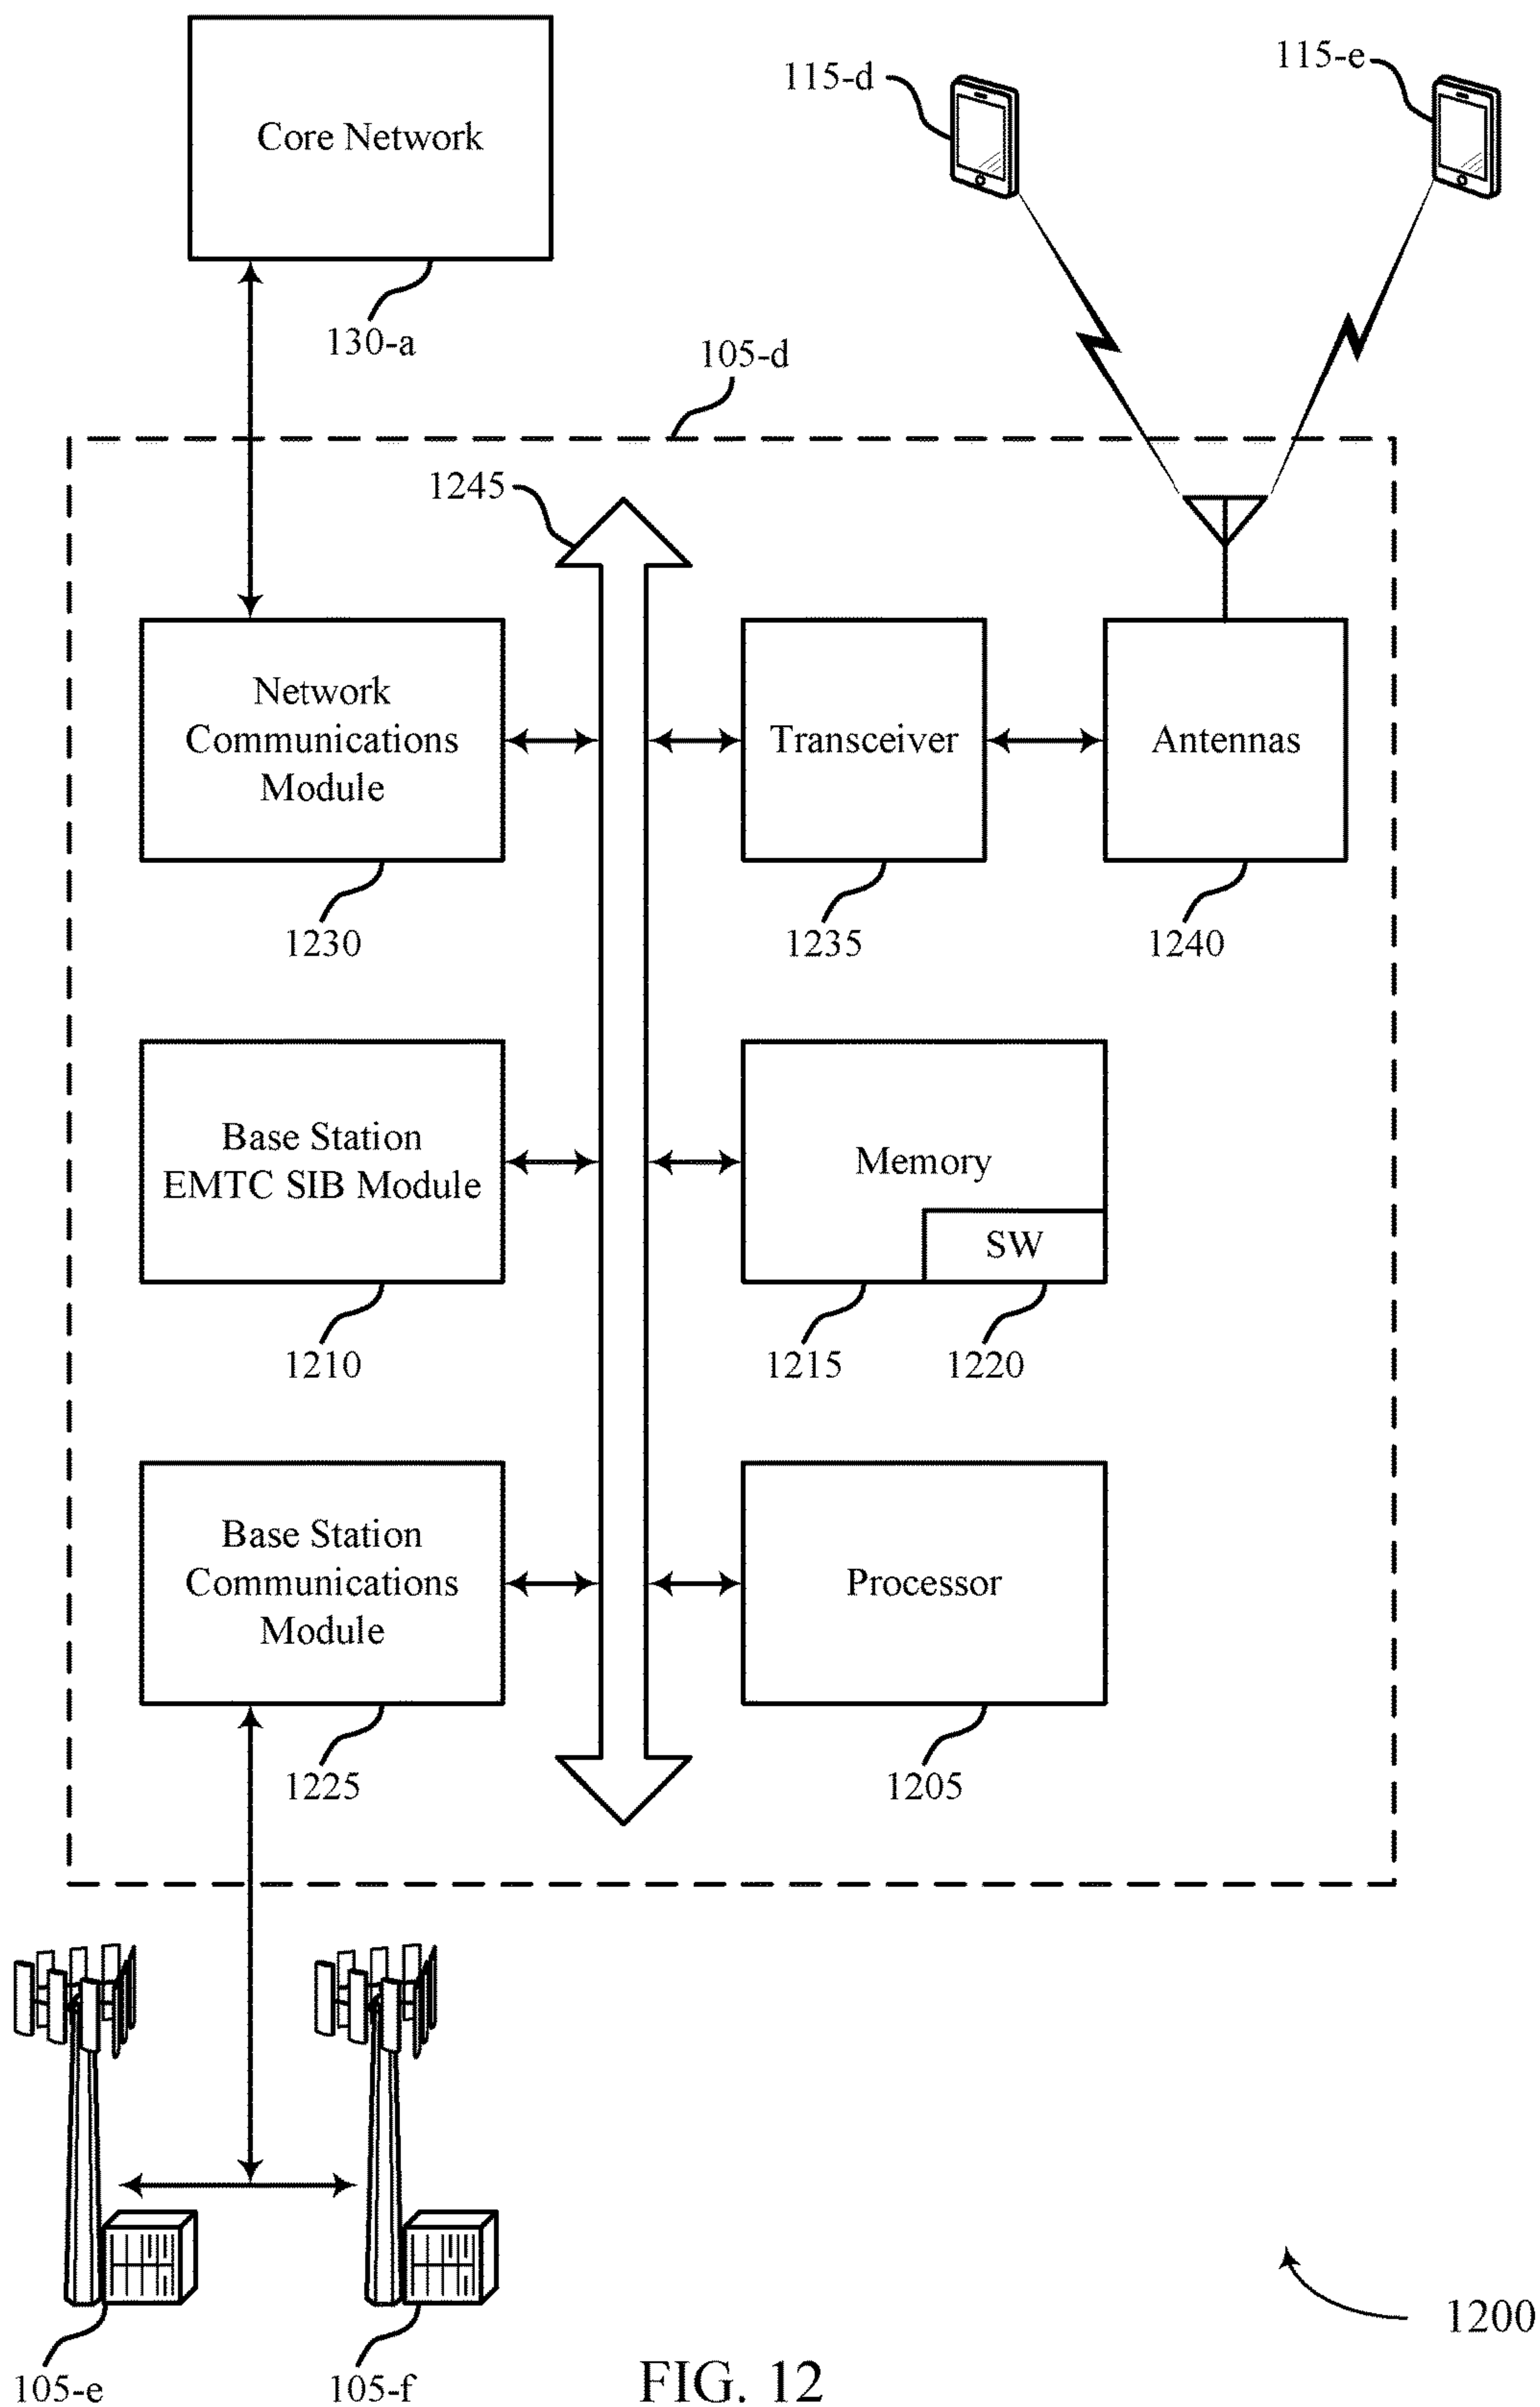 Core Network
130-a
115-d
115-e
105-d
1245
Network
Communications
Module
1230
Transceiver
1235
Antennas
1240
Base Station
EMTC SIB Module
1210
Memory
SW
1215
1220
Base Station
Communications
Module
1225
Processor
1205
105-e
105-f
1200
FIG. 12